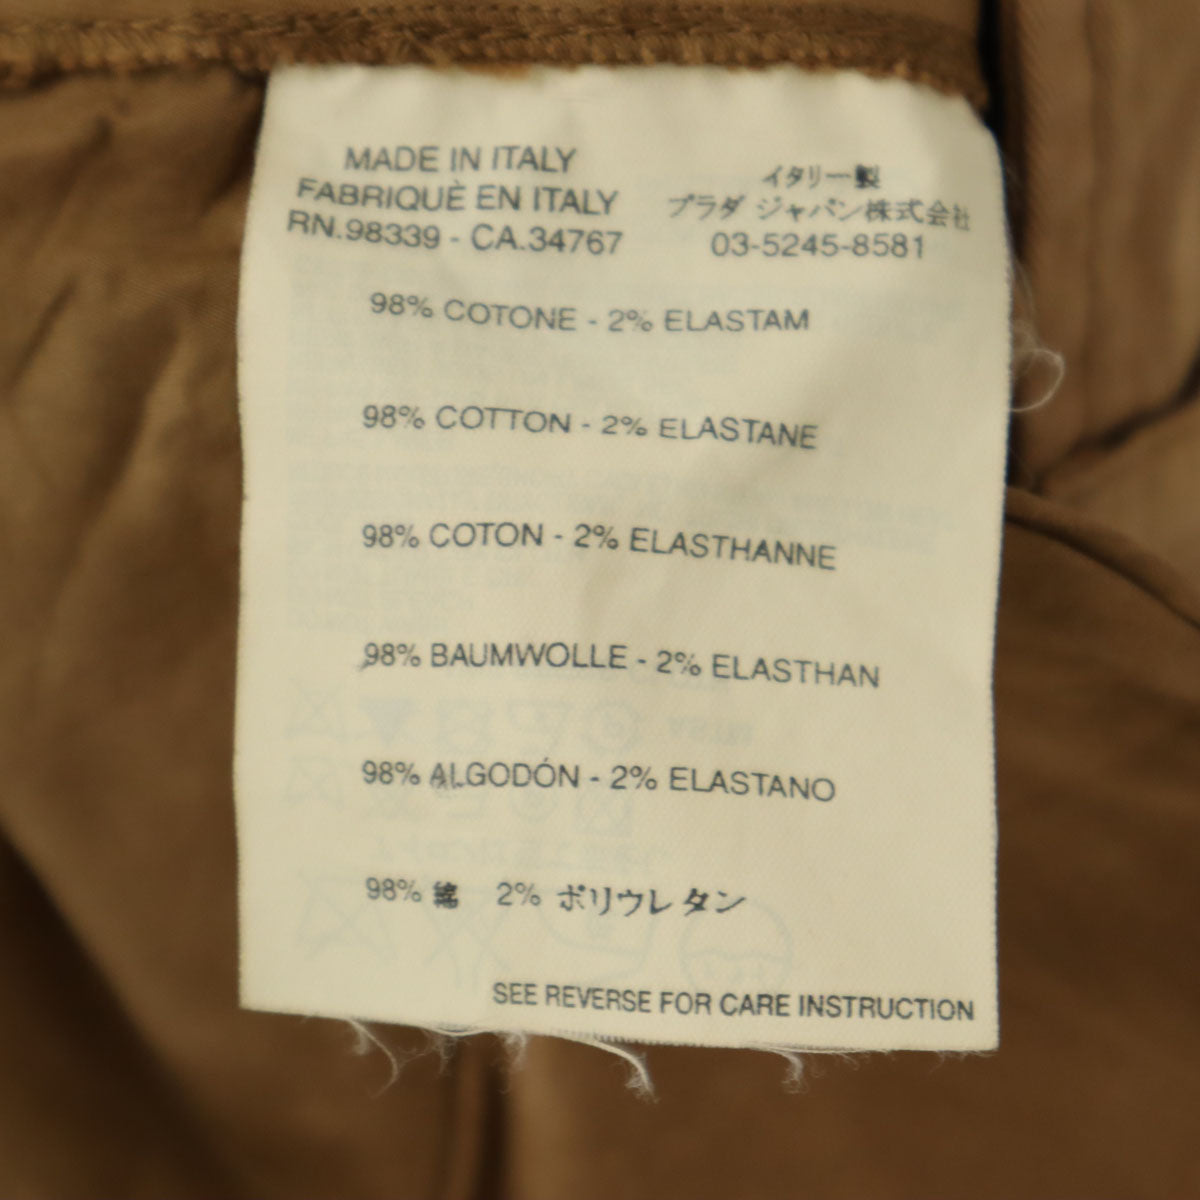 MADE IN ITALY
FABRIQUÈ EN ITALY
RN.98339 - CA.34767
イタリー製
プラダ ジャパン株式会社
03-5245-8581
98% COTONE - 2% ELASTAM
98% COTTON - 2% ELASTANE
98% COTON - 2% ELASTHANNE
98% BAUMWOLLE - 2% ELASTHAN
98% ALGODÓN - 2% ELASTANO
98% 綿 2% ポリウレタン
SEE REVERSE FOR CARE INSTRUCTION